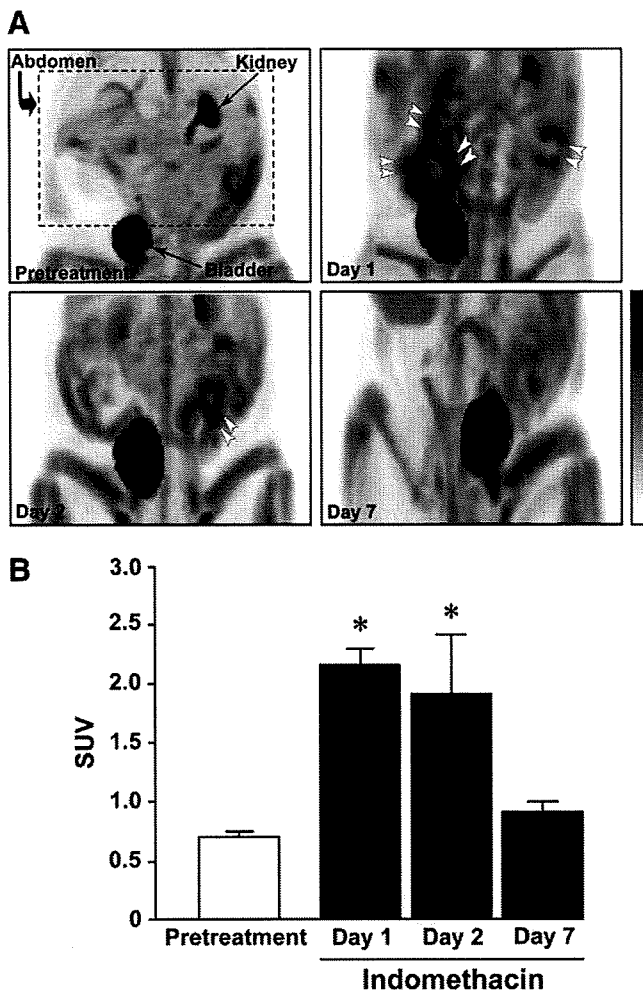 A
Abdomen
Kidney
Pretreatment
Bladder
Day 1
Day 2
Day 7
B
3.0
2.5
2.0
1.5
1.0
0.5
0
SUV
*
*
Pretreatment
Day 1
Day 2
Day 7
Indomethacin